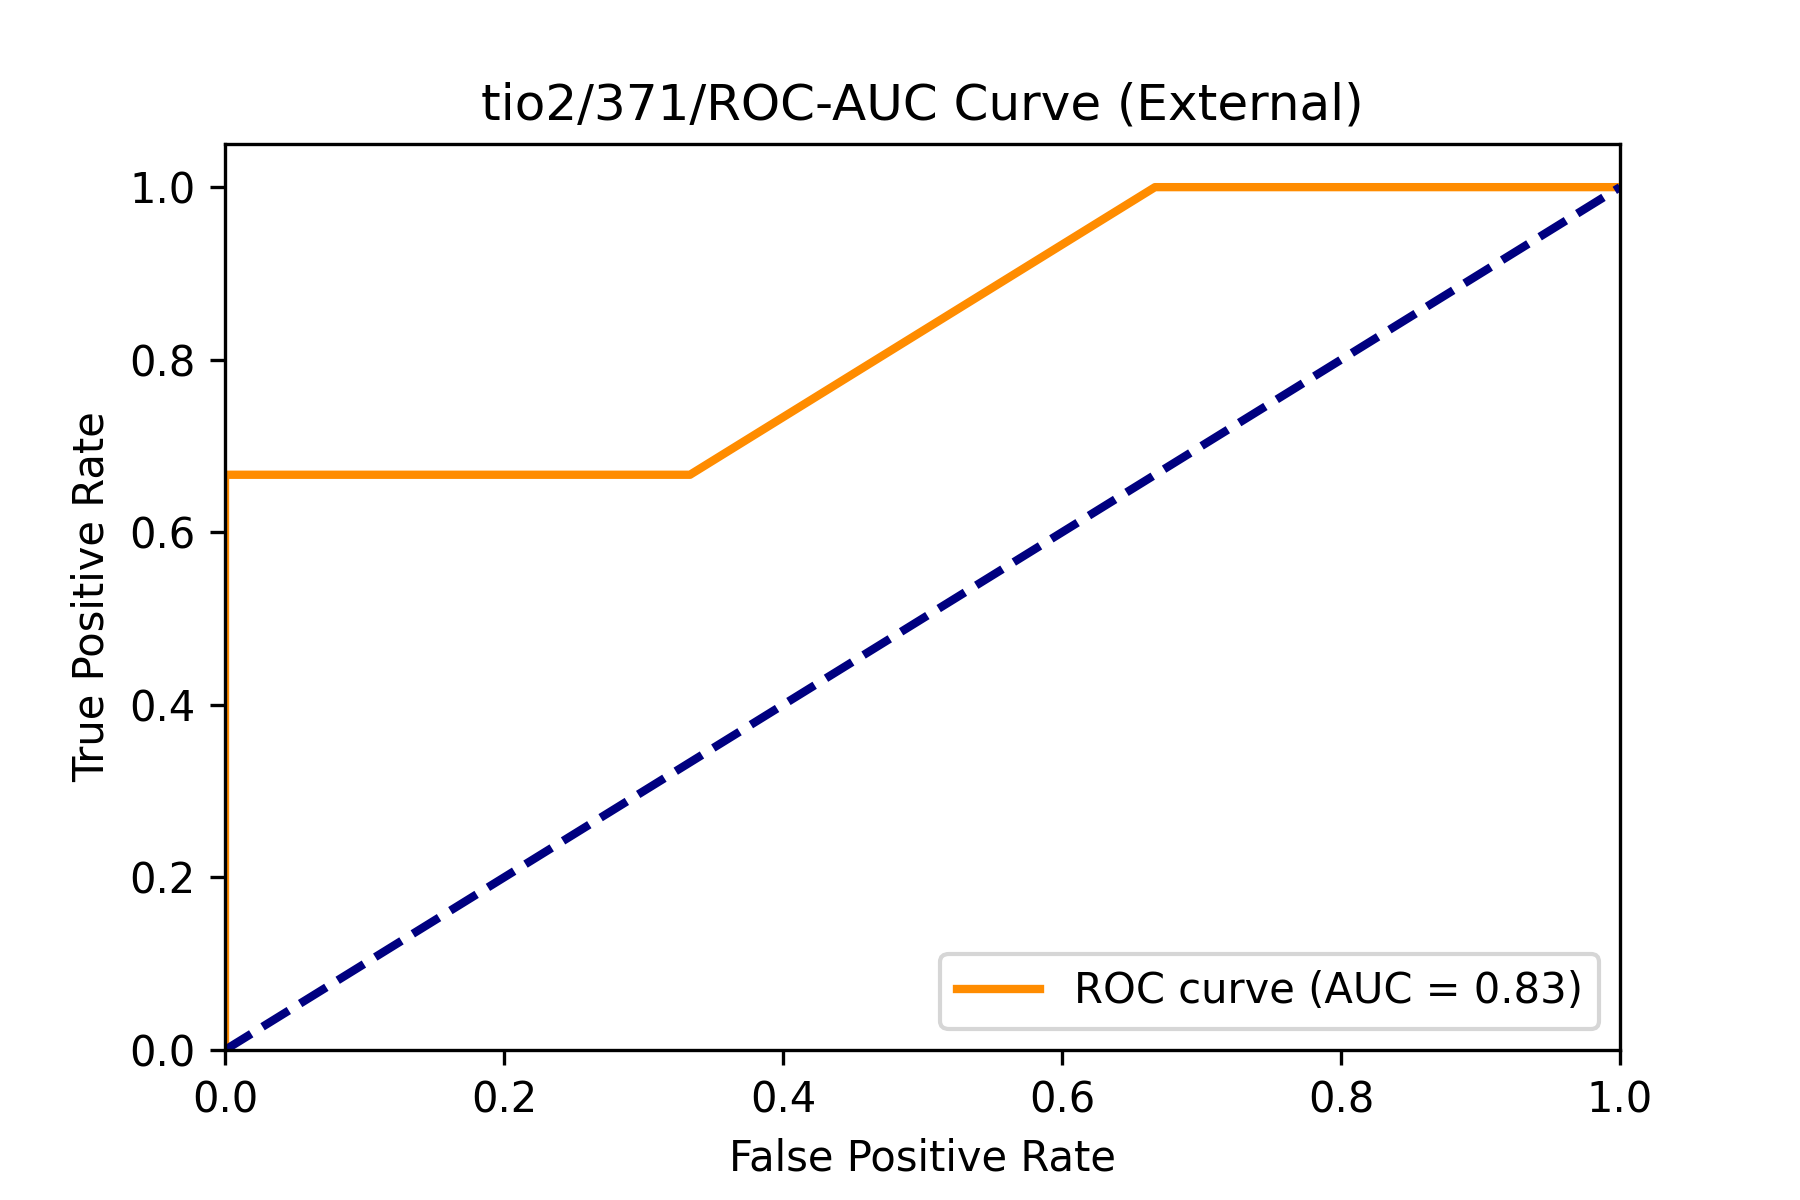 tio2/371/ROC-AUC Curve (External)
1.0
0.8
0.6
0.4
0.2
0.0
True Positive Rate
ROC curve (AUC = 0.83)
0.0 0.2 0.4 0.6 0.8 1.0
False Positive Rate